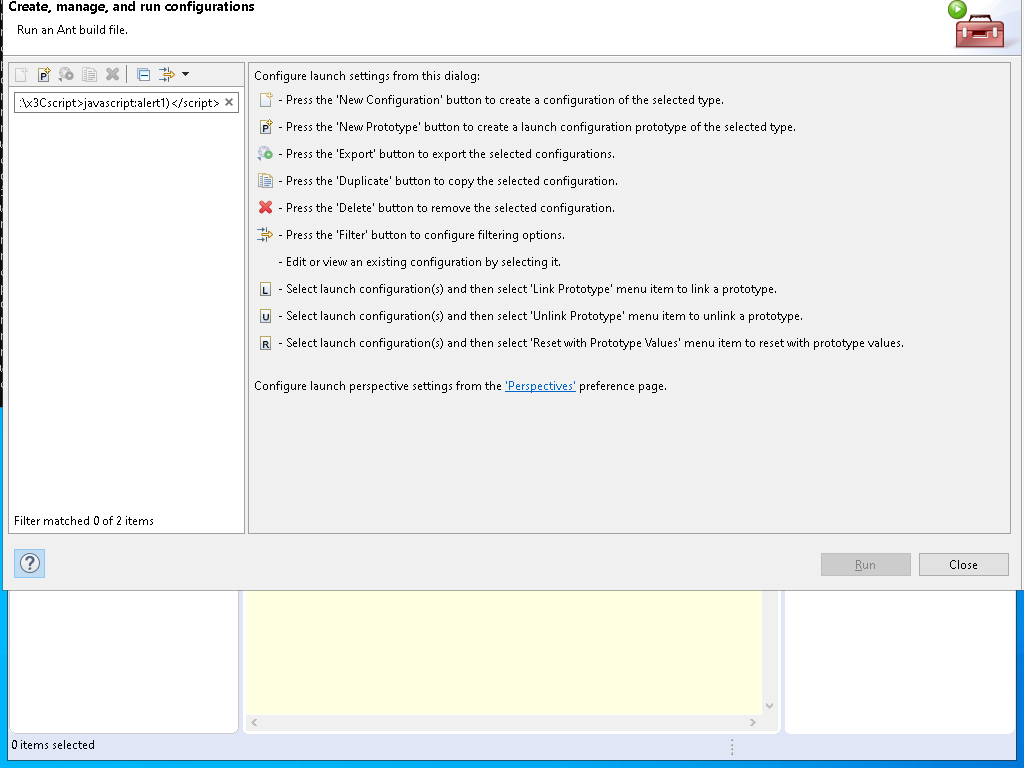 Create, manage, and run configurations
Run an Ant build file.
:\x3Cscript>javascript:alert1)</script>
Filter matched 0 of 2 items
Configure launch settings from this dialog:
- Press the 'New Configuration' button to create a configuration of the selected type.
- Press the 'New Prototype' button to create a launch configuration prototype of the selected type.
- Press the 'Export' button to export the selected configurations.
- Press the 'Duplicate' button to copy the selected configuration.
- Press the 'Delete' button to remove the selected configuration.
- Press the 'Filter' button to configure filtering options.
- Edit or view an existing configuration by selecting it.
L - Select launch configuration(s) and then select 'Link Prototype' menu item to link a prototype.
U - Select launch configuration(s) and then select 'Unlink Prototype' menu item to unlink a prototype.
R - Select launch configuration(s) and then select 'Reset with Prototype Values' menu item to reset with prototype values.
Configure launch perspective settings from the 'Perspectives' preference page.
Run
Close
0 items selected